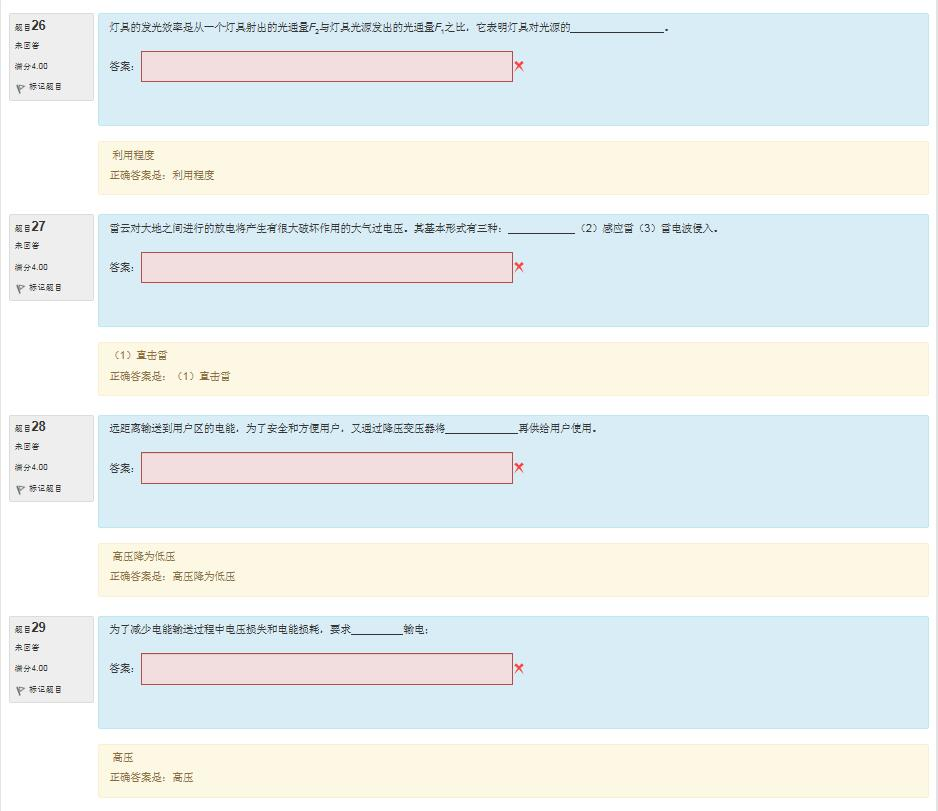 题目26
未回答
满分4.00
标记题目
灯具的发光效率是从一个灯具射出的光通量F2与灯具光源发出的光通量F1之比，它表明灯具对光源的__________________。
答案：
利用程度
正确答案是：利用程度
题目27
未回答
满分4.00
标记题目
雷云对大地之间进行的放电将产生有很大破坏作用的大气过电压。其基本形式有三种：_____________（2）感应雷（3）雷电波侵入。
答案：
（1）直击雷
正确答案是：（1）直击雷
题目28
未回答
满分4.00
标记题目
远距离输送到用户区的电能，为了安全和方便用户，又通过降压变压器将______________再供给用户使用。
答案：
高压降为低压
正确答案是：高压降为低压
题目29
未回答
满分4.00
标记题目
为了减少电能输送过程中电压损失和电能损耗，要求__________输电；
答案：
高压
正确答案是：高压